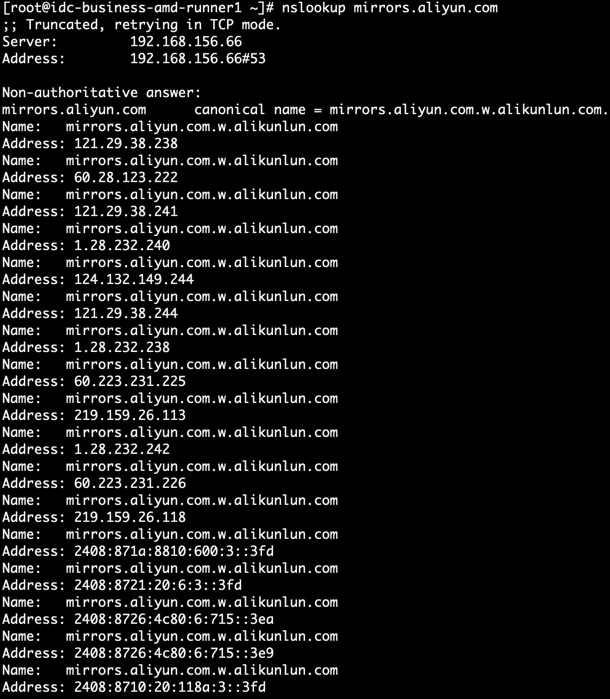 [root@idc-business-amd-runner1 ~]# nslookup mirrors.aliyun.com
;; Truncated, retrying in TCP mode.
Server:         192.168.156.66
Address:        192.168.156.66#53

Non-authoritative answer:
mirrors.aliyun.com      canonical name = mirrors.aliyun.com.w.alikunlun.com.
Name:   mirrors.aliyun.com.w.alikunlun.com
Address: 121.29.38.238
Name:   mirrors.aliyun.com.w.alikunlun.com
Address: 60.28.123.222
Name:   mirrors.aliyun.com.w.alikunlun.com
Address: 121.29.38.241
Name:   mirrors.aliyun.com.w.alikunlun.com
Address: 1.28.232.240
Name:   mirrors.aliyun.com.w.alikunlun.com
Address: 124.132.149.244
Name:   mirrors.aliyun.com.w.alikunlun.com
Address: 121.29.38.244
Name:   mirrors.aliyun.com.w.alikunlun.com
Address: 1.28.232.238
Name:   mirrors.aliyun.com.w.alikunlun.com
Address: 60.223.231.225
Name:   mirrors.aliyun.com.w.alikunlun.com
Address: 219.159.26.113
Name:   mirrors.aliyun.com.w.alikunlun.com
Address: 1.28.232.242
Name:   mirrors.aliyun.com.w.alikunlun.com
Address: 60.223.231.226
Name:   mirrors.aliyun.com.w.alikunlun.com
Address: 219.159.26.118
Name:   mirrors.aliyun.com.w.alikunlun.com
Address: 2408:871a:8810:600:3::3fd
Name:   mirrors.aliyun.com.w.alikunlun.com
Address: 2408:8721:20:6:3::3fd
Name:   mirrors.aliyun.com.w.alikunlun.com
Address: 2408:8726:4c80:6:715::3ea
Name:   mirrors.aliyun.com.w.alikunlun.com
Address: 2408:8726:4c80:6:715::3e9
Name:   mirrors.aliyun.com.w.alikunlun.com
Address: 2408:8710:20:118a:3::3fd